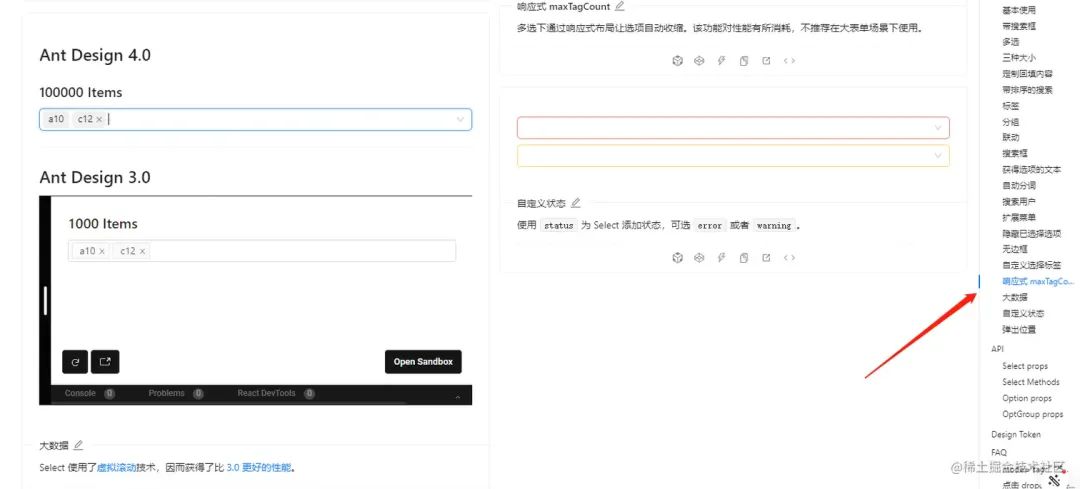 Ant Design 4.0
100000 Items
a10 c12 ×
Ant Design 3.0
1000 Items
a10 × c12 ×
Open Sandbox
Console 0 Problems 0 React DevTools 0
大数据
Select 使用了虚拟滚动技术，因而获得了比 3.0 更好的性能。
响应式 maxTagCount
多选下通过响应式布局让选项自动收缩。该功能对性能有所消耗，不推荐在大表单场景下使用。
自定义状态
使用 status 为 Select 添加状态，可选 error 或者 warning 。
基本使用
带搜索框
多选
三种大小
定制回填内容
带排序的搜索
标签
分组
联动
搜索框
获得选项的文本
自动分词
搜索用户
扩展菜单
隐藏已选择选项
无边框
自定义选择标签
响应式 maxTagCo...
大数据
自定义状态
弹出位置
API
Select props
Select Methods
Option props
OptGroup props
Design Token
FAQ
点击 drop
@稀土掘金技术社区